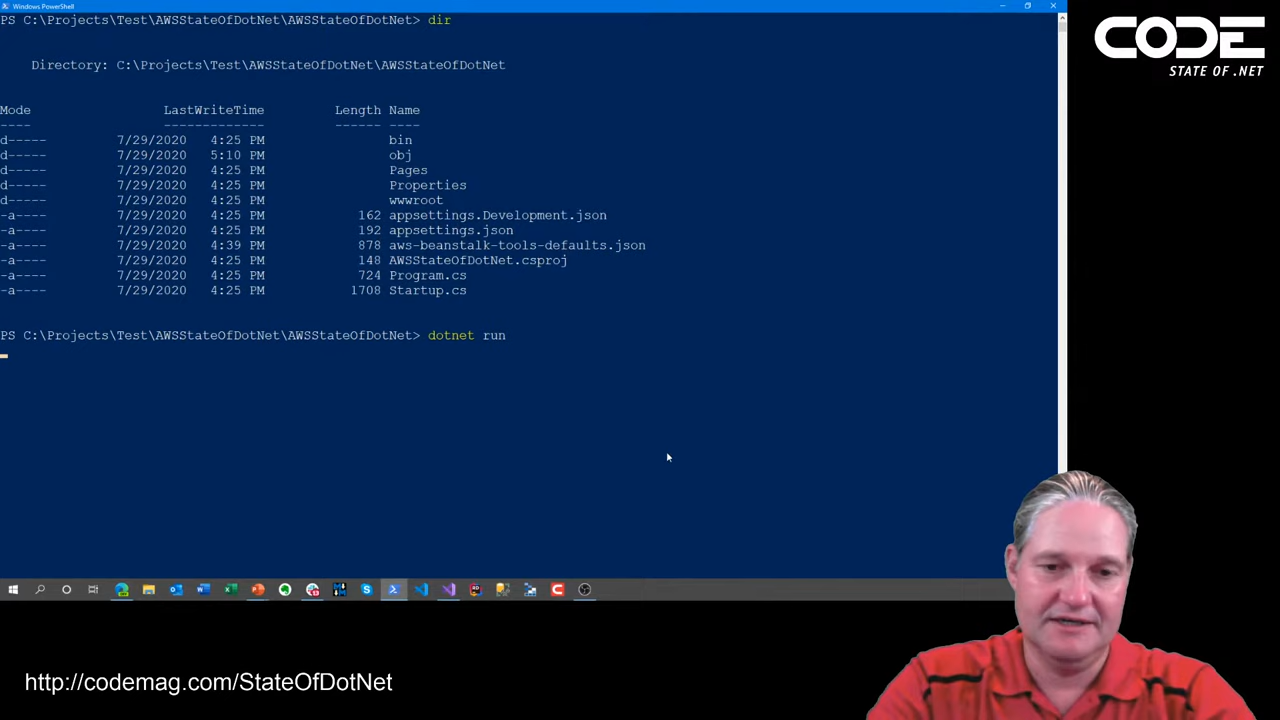 Windows PowerShell
PS C:\Projects\Test\AWSStateOfDotNet\AWSStateOfDotNet> dir
CODE
STATE OF .NET
Directory: C:\Projects\Test\AWSStateOfDotNet\AWSStateOfDotNet
Mode LastWriteTime Length Name
---- ------------- ------ ----
d----- 7/29/2020 4:25 PM bin
d----- 7/29/2020 5:10 PM obj
d----- 7/29/2020 4:25 PM Pages
d----- 7/29/2020 4:25 PM Properties
d----- 7/29/2020 4:25 PM wwwroot
-a---- 7/29/2020 4:25 PM 162 appsettings.Development.json
-a---- 7/29/2020 4:25 PM 192 appsettings.json
-a---- 7/29/2020 4:39 PM 878 aws-beanstalk-tools-defaults.json
-a---- 7/29/2020 4:25 PM 148 AWSStateOfDotNet.csproj
-a---- 7/29/2020 4:25 PM 724 Program.cs
-a---- 7/29/2020 4:25 PM 1708 Startup.cs
PS C:\Projects\Test\AWSStateOfDotNet\AWSStateOfDotNet> dotnet run
http://codemag.com/StateOfDotNet